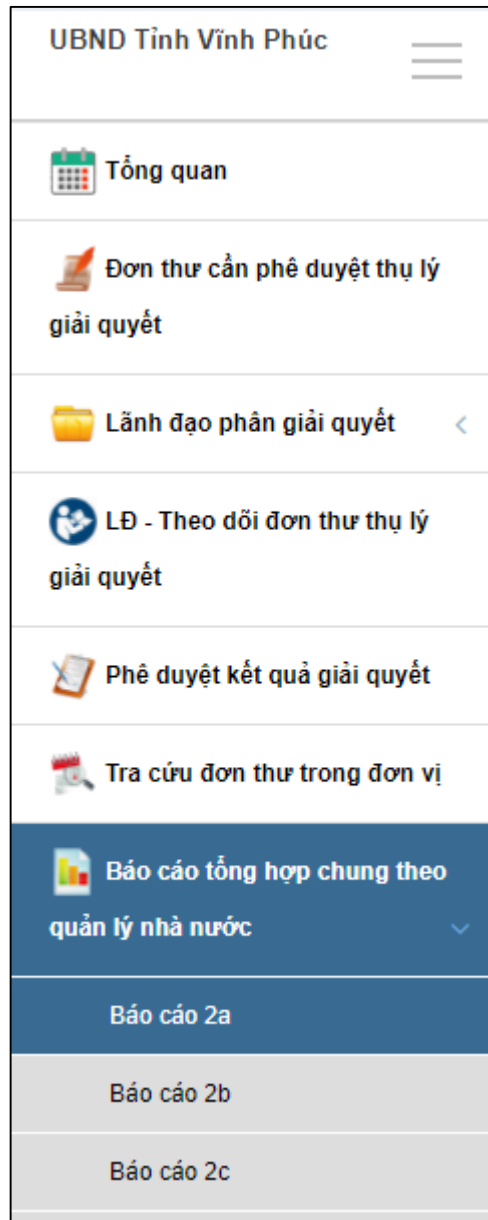 UBND Tỉnh Vĩnh Phúc
Tổng quan
Đơn thư cần phê duyệt thụ lý
giải quyết
Lãnh đạo phân giải quyết
LĐ - Theo dõi đơn thư thụ lý
giải quyết
Phê duyệt kết quả giải quyết
Tra cứu đơn thư trong đơn vị
Báo cáo tổng hợp chung theo
quản lý nhà nước
Báo cáo 2a
Báo cáo 2b
Báo cáo 2c